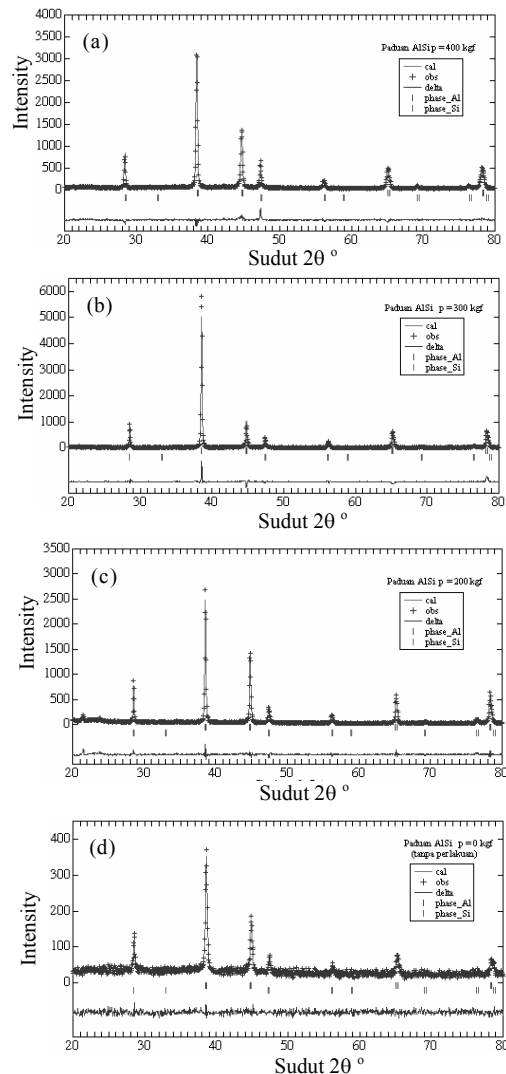 (a)
Paduan AlSi p = 400 kgf
cal
obs
delta
phase_Al
phase_Si
Intensity
4000
3500
3000
2500
2000
1500
1000
500
0
20 30 40 50 60 70 80
Sudut 2θ °
(b)
Paduan AlSi p = 300 kgf
cal
obs
delta
phase_Al
phase_Si
Intensity
6000
5000
4000
3000
2000
1000
0
20 30 40 50 60 70 80
Sudut 2θ °
(c)
Paduan AlSi p = 200 kgf
cal
obs
delta
phase_Al
phase_Si
Intensity
3500
3000
2500
2000
1500
1000
500
0
20 30 40 50 60 70 80
Sudut 2θ °
(d)
Paduan AlSi p = 0 kgf
(tanpa perlakuan)
cal
obs
delta
phase_Al
phase_Si
Intensity
400
300
200
100
0
20 30 40 50 60 70 80
Sudut 2θ °